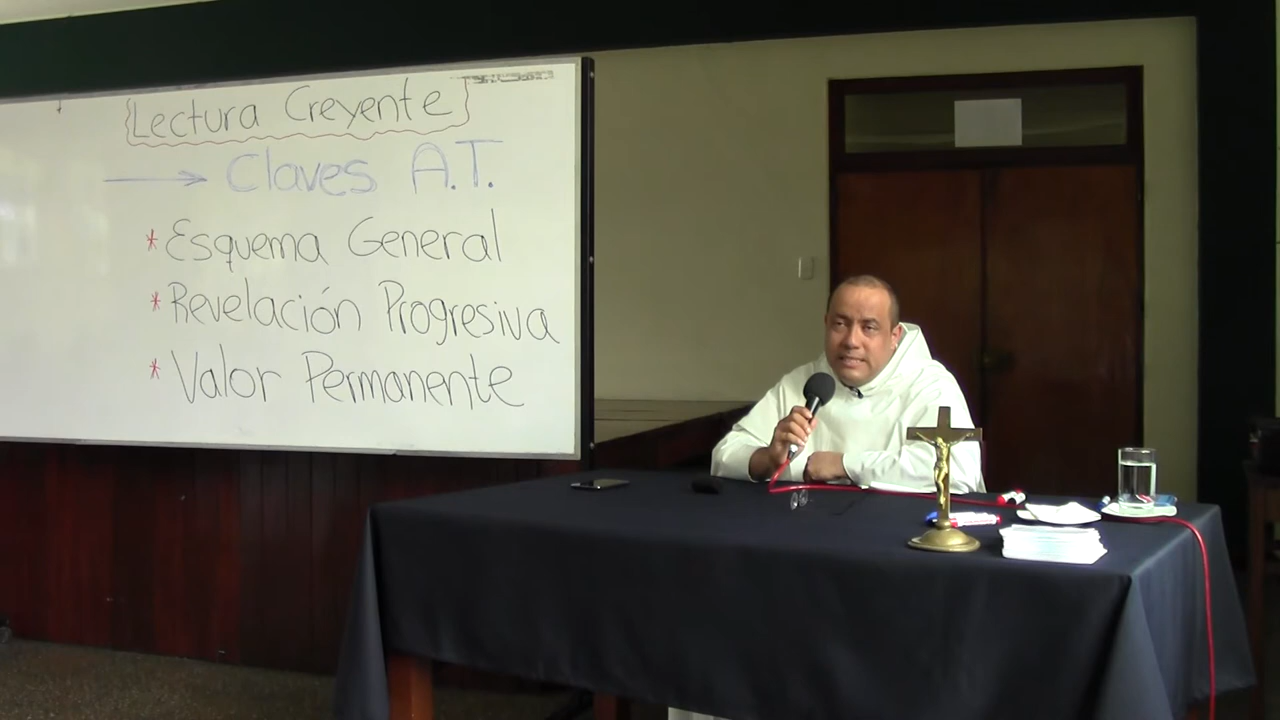 Lectura Creyente
→ Claves A.T.
* Esquema General
* Revelación Progresiva
* Valor Permanente